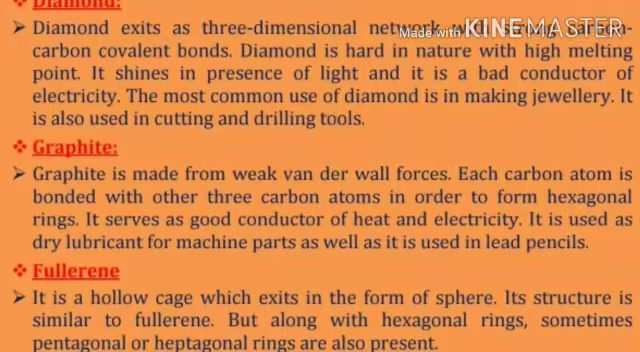 ❖ Diamond:
➤ Diamond exits as three-dimensional network with strong carbon-
Made with KINEMASTER
carbon covalent bonds. Diamond is hard in nature with high melting
point. It shines in presence of light and it is a bad conductor of
electricity. The most common use of diamond is in making jewellery. It
is also used in cutting and drilling tools.
❖ Graphite:
➤ Graphite is made from weak van der wall forces. Each carbon atom is
bonded with other three carbon atoms in order to form hexagonal
rings. It serves as good conductor of heat and electricity. It is used as
dry lubricant for machine parts as well as it is used in lead pencils.
❖ Fullerene
➤ It is a hollow cage which exits in the form of sphere. Its structure is
similar to fullerene. But along with hexagonal rings, sometimes
pentagonal or heptagonal rings are also present.